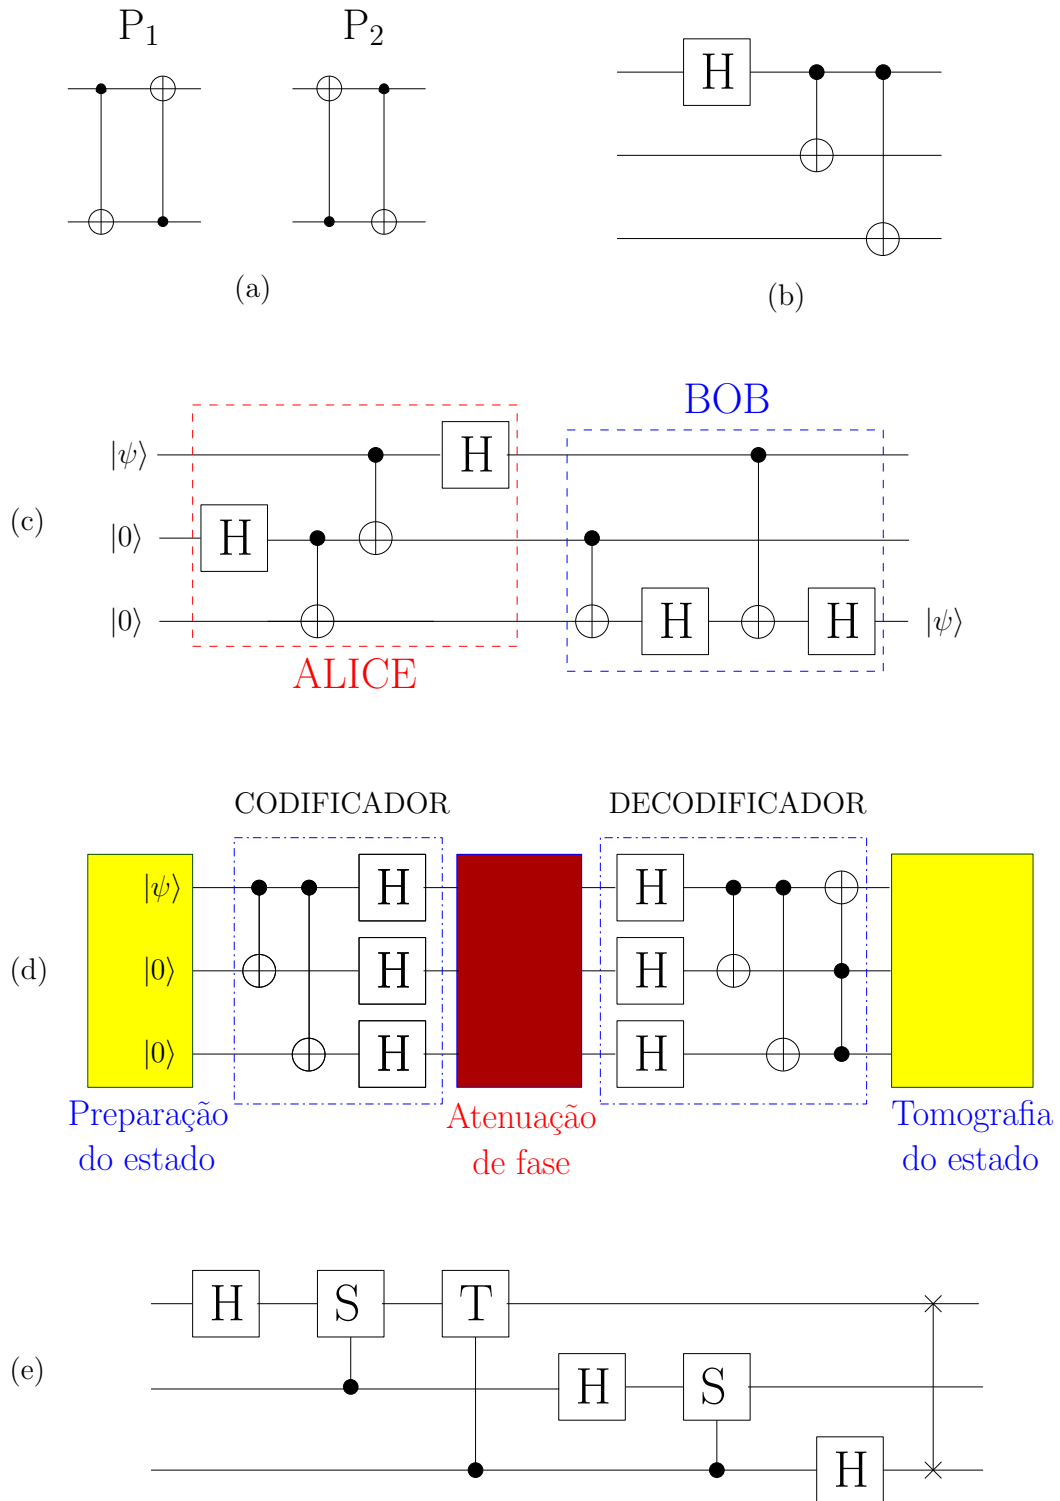 P1 P2
H
(a)
(b)
BOB
|ψ⟩ H
(c)
|0⟩ H
|0⟩ H H |ψ⟩
ALICE
CODIFICADOR DECODIFICADOR
|ψ⟩ H H
(d) |0⟩ H H
|0⟩ H H
Preparação Atenuação Tomografia
do estado de fase do estado
H S T
(e)
H S
H